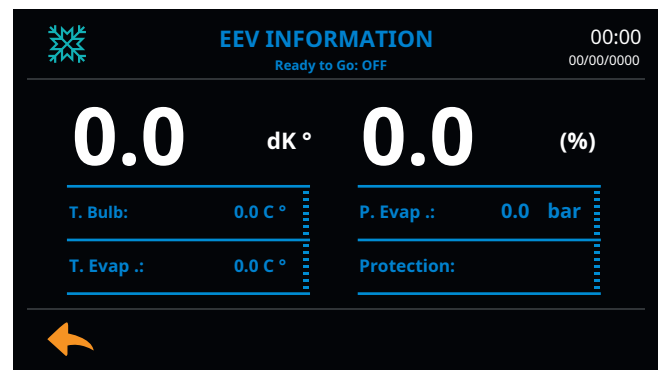 EEV INFORMATION
00:00
Ready to Go: OFF
00/00/0000
0.0 dK °
0.0 (%)
T. Bulb: 0.0 C °
P. Evap .: 0.0 bar
T. Evap .: 0.0 C °
Protection: